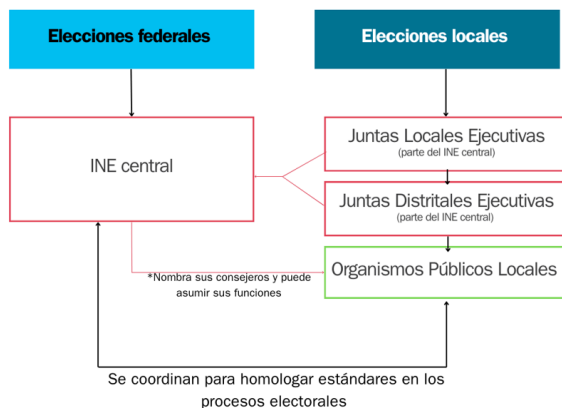 Elecciones federales
Elecciones locales
INE central
Juntas Locales Ejecutivas
(parte del INE central)
Juntas Distritales Ejecutivas
(parte del INE central)
Organismos Públicos Locales
*Nombra sus consejeros y puede
asumir sus funciones
Se coordinan para homologar estándares en los
procesos electorales